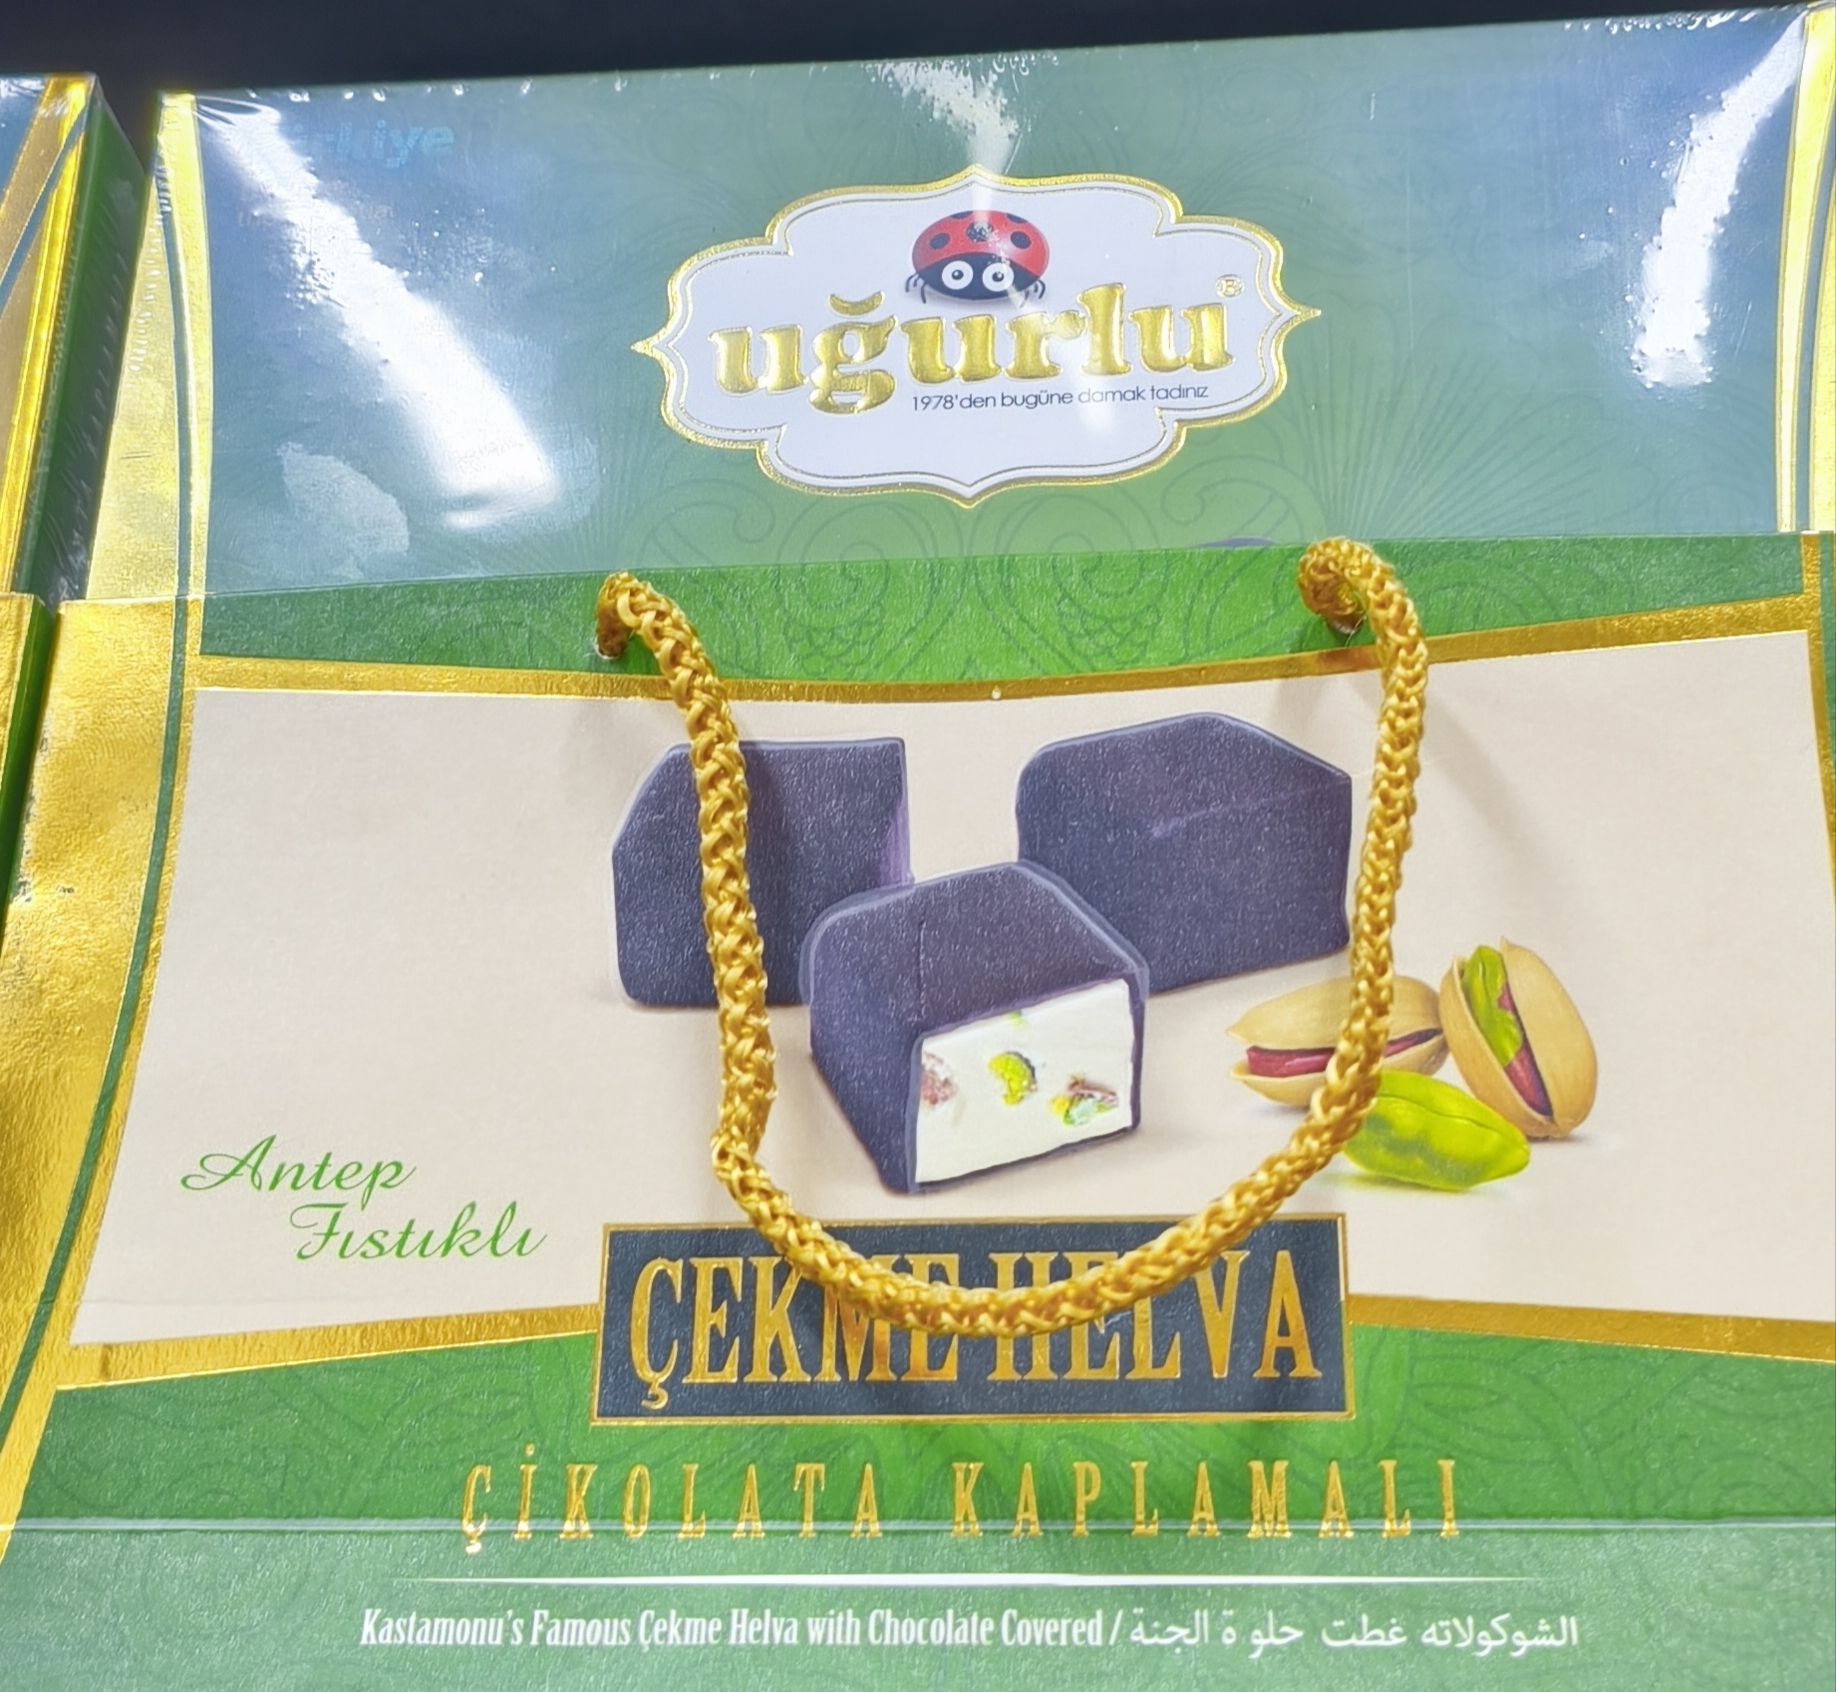 uğurlu®
1978'den bugüne damak tadınız
Antep
Fıstıklı
ÇEKME HELVA
ÇİKOLATA KAPLAMALI
Kastamonu's Famous Çekme Helva with Chocolate Covered / الشوكولاته غطت حلو ة الجنة